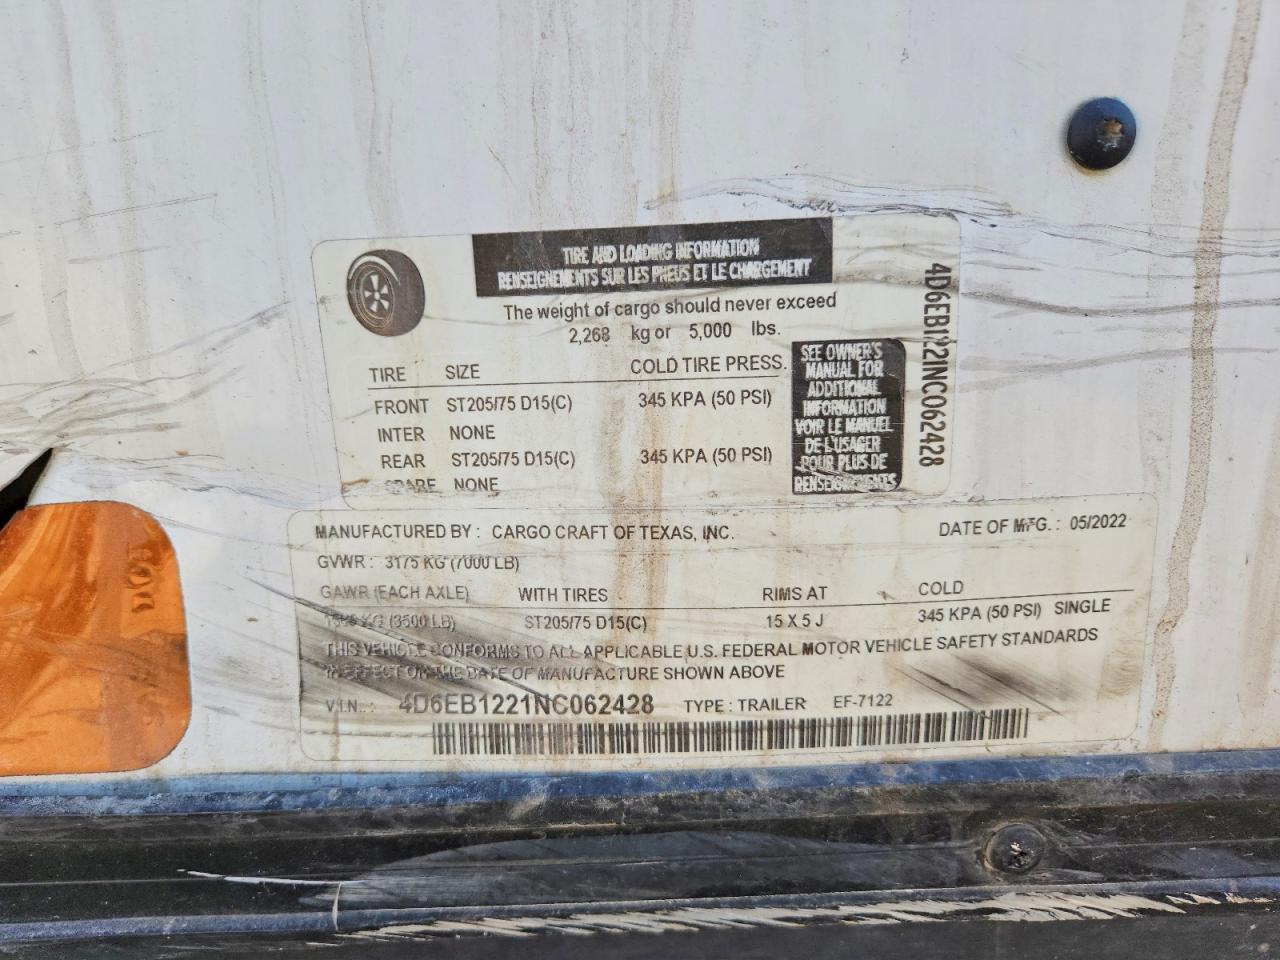 TIRE AND LOADING INFORMATION
RENSEIGNEMENTS SUR LES PNEUS ET LE CHARGEMENT
The weight of cargo should never exceed
2,268 kg or 5,000 lbs.
TIRE SIZE COLD TIRE PRESS.
FRONT ST205/75 D15(C) 345 KPA (50 PSI)
INTER NONE
REAR ST205/75 D15(C) 345 KPA (50 PSI)
SPARE NONE
SEE OWNER'S
MANUAL FOR
ADDITIONAL
INFORMATION
VOIR LE MANUEL
DE L'USAGER
POUR PLUS DE
RENSEIGNEMENTS
4D6EB1221NC062428
MANUFACTURED BY : CARGO CRAFT OF TEXAS, INC. DATE OF MFG. : 05/2022
GVWR : 3175 KG (7000 LB)
GAWR (EACH AXLE) WITH TIRES RIMS AT COLD
KG (3500 LB) ST205/75 D15(C) 15 X 5 J 345 KPA (50 PSI) SINGLE
THIS VEHICLE CONFORMS TO ALL APPLICABLE U.S. FEDERAL MOTOR VEHICLE SAFETY STANDARDS
IN EFFECT ON THE DATE OF MANUFACTURE SHOWN ABOVE
V.I.N.. : 4D6EB1221NC062428 TYPE : TRAILER EF-7122